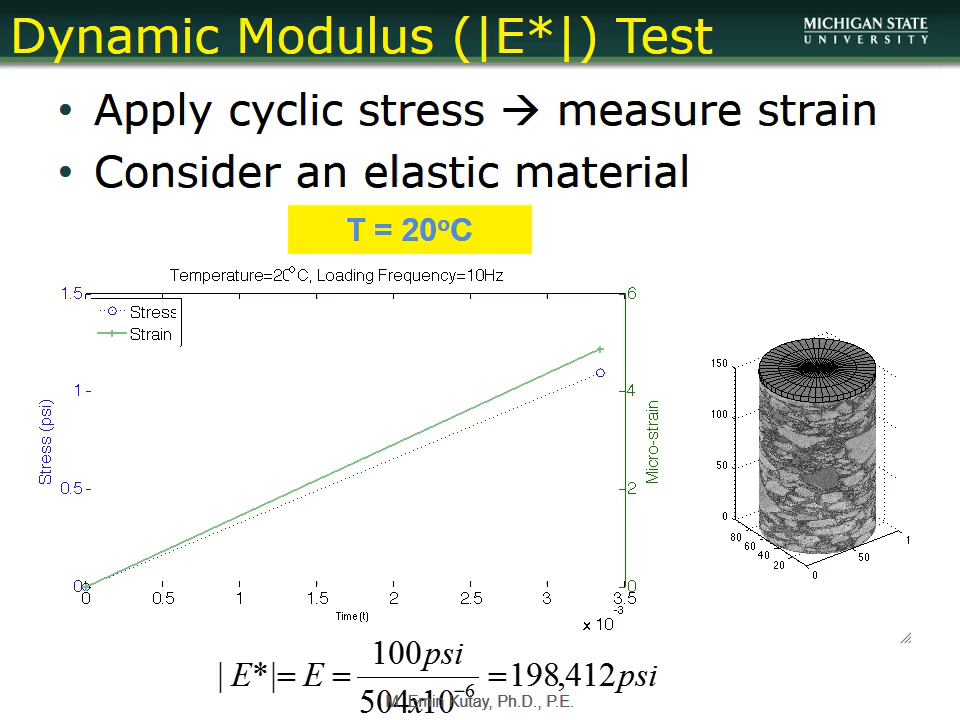 Dynamic Modulus (|E*|) Test
MICHIGAN STATE
UNIVERSITY
• Apply cyclic stress → measure strain
• Consider an elastic material
T = 20°C
Temperature=20°C, Loading Frequency=10Hz
Stress
Strain
1.5
1
0.5
0
Stress (psi)
6
4
2
0
Micro-strain
0 0.5 1 1.5 2 2.5 3 3.5
Time(t)
x 10^-3
150
100
50
0
80
60
40
20
0
50
1
|E*|= E = 100psi / 504x10^-6 = 198,412psi
M. Emin Kutay, Ph.D., P.E.